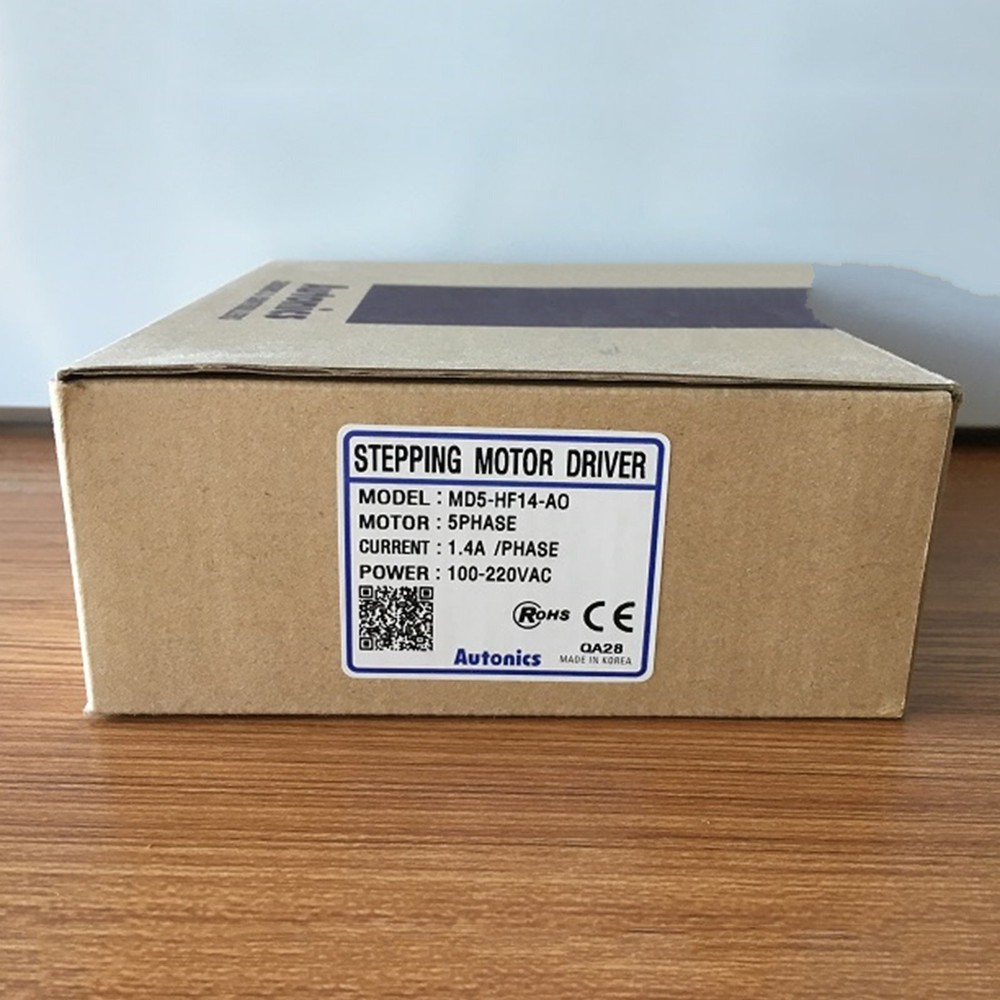 Autonics
STEPPING MOTOR DRIVER
MODEL : MD5-HF14-AO
MOTOR : 5PHASE
CURRENT : 1.4A /PHASE
POWER : 100-220VAC
RoHS CE
QA28
Autonics MADE IN KOREA